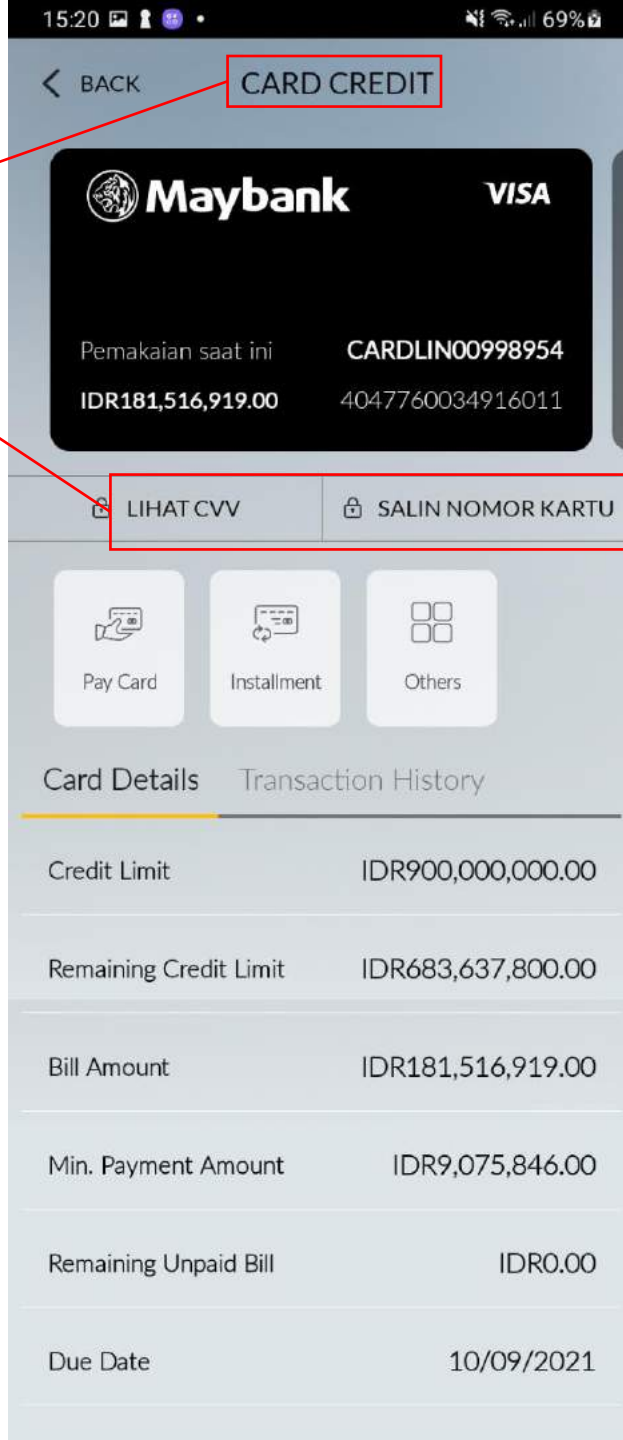 15:20 69%
BACK CARD CREDIT
Maybank VISA
Pemakaian saat ini CARDLIN00998954
IDR181,516,919.00 4047760034916011
LIHAT CVV SALIN NOMOR KARTU
Pay Card Installment Others
Card Details Transaction History
Credit Limit IDR900,000,000.00
Remaining Credit Limit IDR683,637,800.00
Bill Amount IDR181,516,919.00
Min. Payment Amount IDR9,075,846.00
Remaining Unpaid Bill IDR0.00
Due Date 10/09/2021